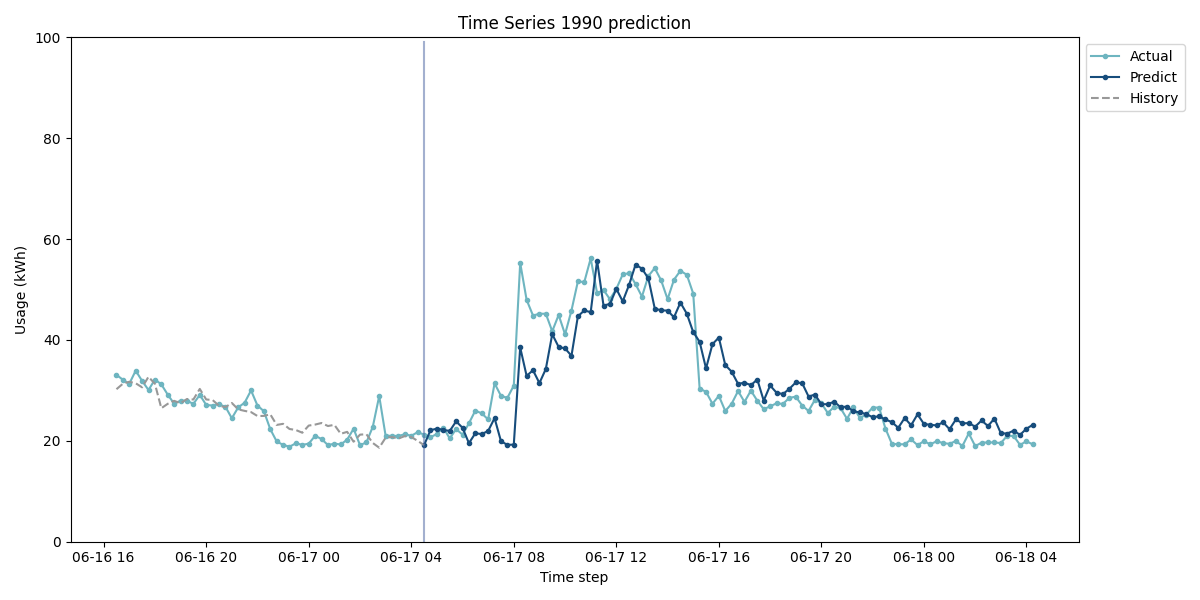 Time Series 1990 prediction
100
80
60
40
20
0
Usage (kWh)
06-16 16
06-16 20
06-17 00
06-17 04
06-17 08
06-17 12
06-17 16
06-17 20
06-18 00
06-18 04
Time step
Actual
Predict
History